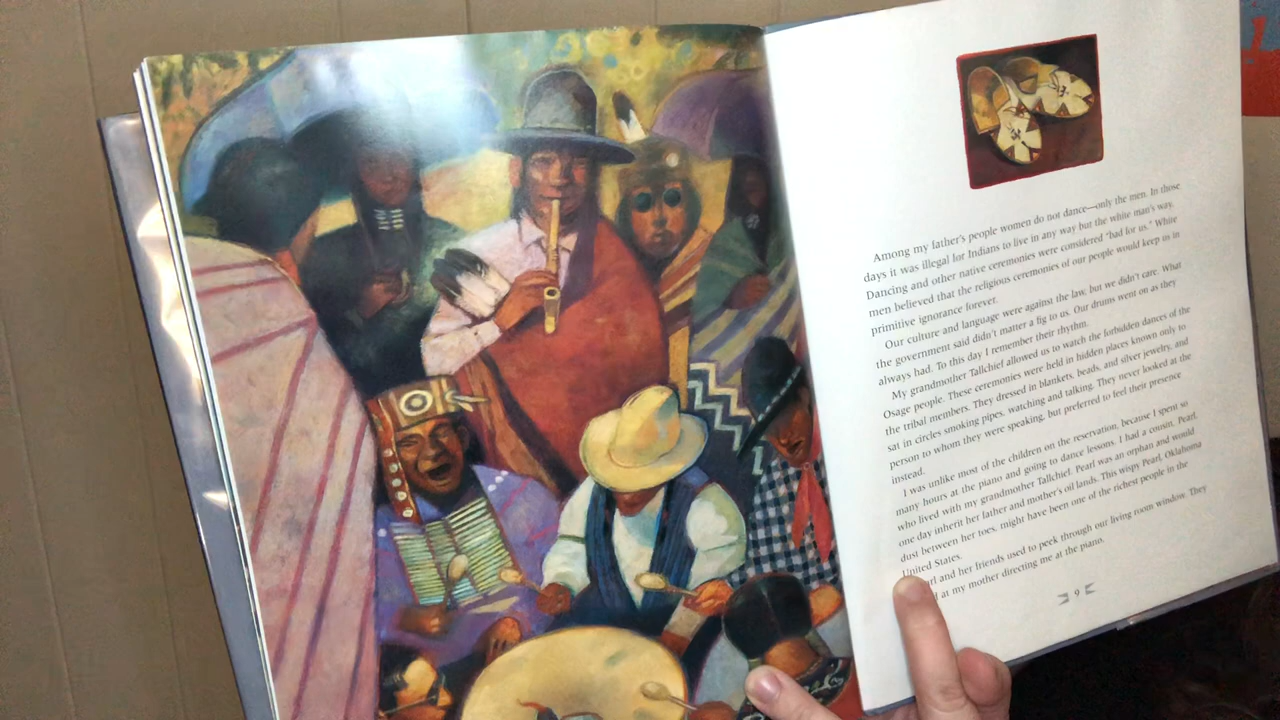 Among my father's people women do not dance—only the men. In those
days it was illegal for Indians to live in any way but the white man's way.
Dancing and other native ceremonies were considered "bad for us." White
men believed that the religious ceremonies of our people would keep us in
primitive ignorance forever.
Our culture and language were against the law, but we didn't care. What
the government said didn't matter a fig to us. Our drums went on as they
always had. To this day I remember their rhythm.
My grandmother Tallchief allowed us to watch the forbidden dances of the
Osage people. These ceremonies were held in hidden places known only to
the tribal members. They dressed in blankets, beads, and silver jewelry, and
sat in circles smoking pipes, watching and talking. They never looked at the
person to whom they were speaking, but preferred to feel their presence
instead.
I was unlike most of the children on the reservation, because I spent so
many hours at the piano and going to dance lessons. I had a cousin, Pearl,
who lived with my grandmother Tallchief. Pearl was an orphan and would
one day inherit her father and mother's oil lands. This wispy Pearl, Oklahoma
dust between her toes, might have been one of the richest people in the
United States.
and her friends used to peek through our living room window. They
at my mother directing me at the piano.
9